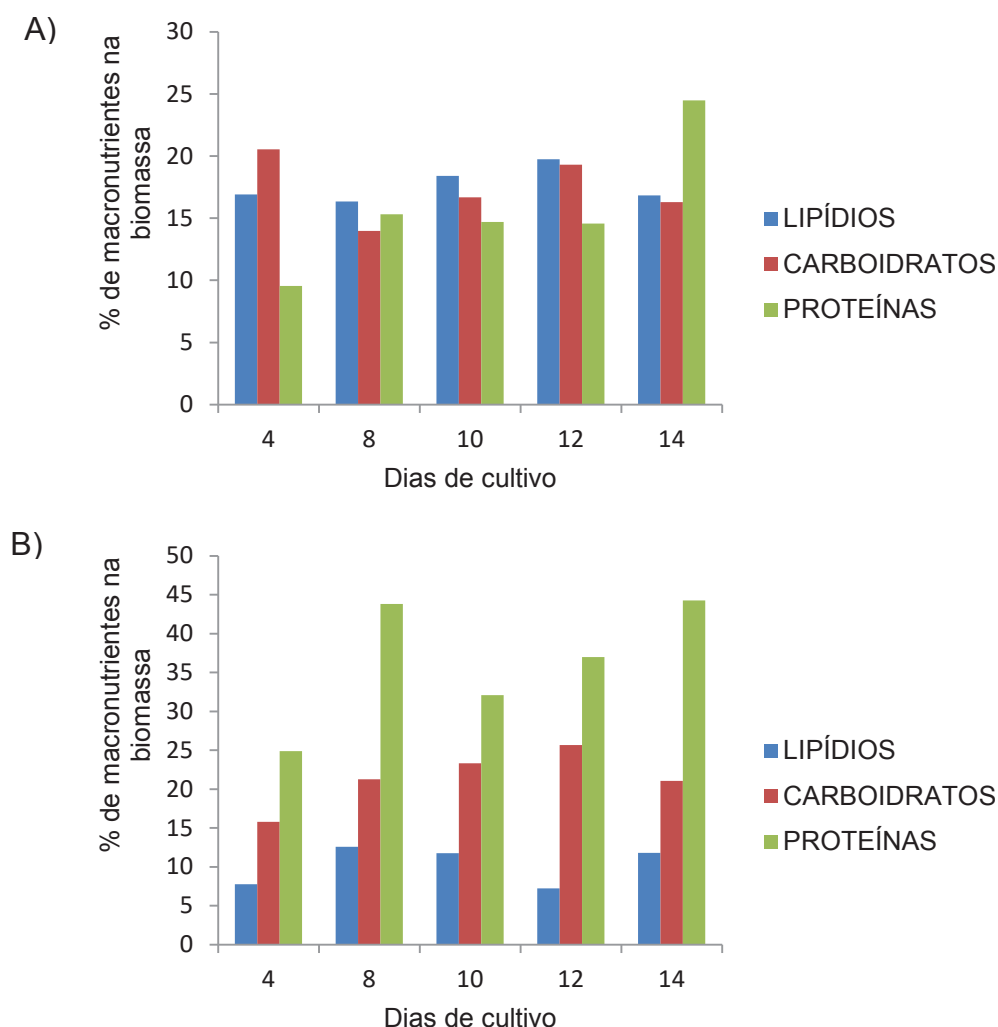 A)
% de macronutrientes na
biomassa
30
25
20
15
10
5
0
4 8 10 12 14
Dias de cultivo
LIPÍDIOS
CARBOIDRATOS
PROTEÍNAS
B)
% de macronutrientes na
biomassa
50
45
40
35
30
25
20
15
10
5
0
4 8 10 12 14
Dias de cultivo
LIPÍDIOS
CARBOIDRATOS
PROTEÍNAS